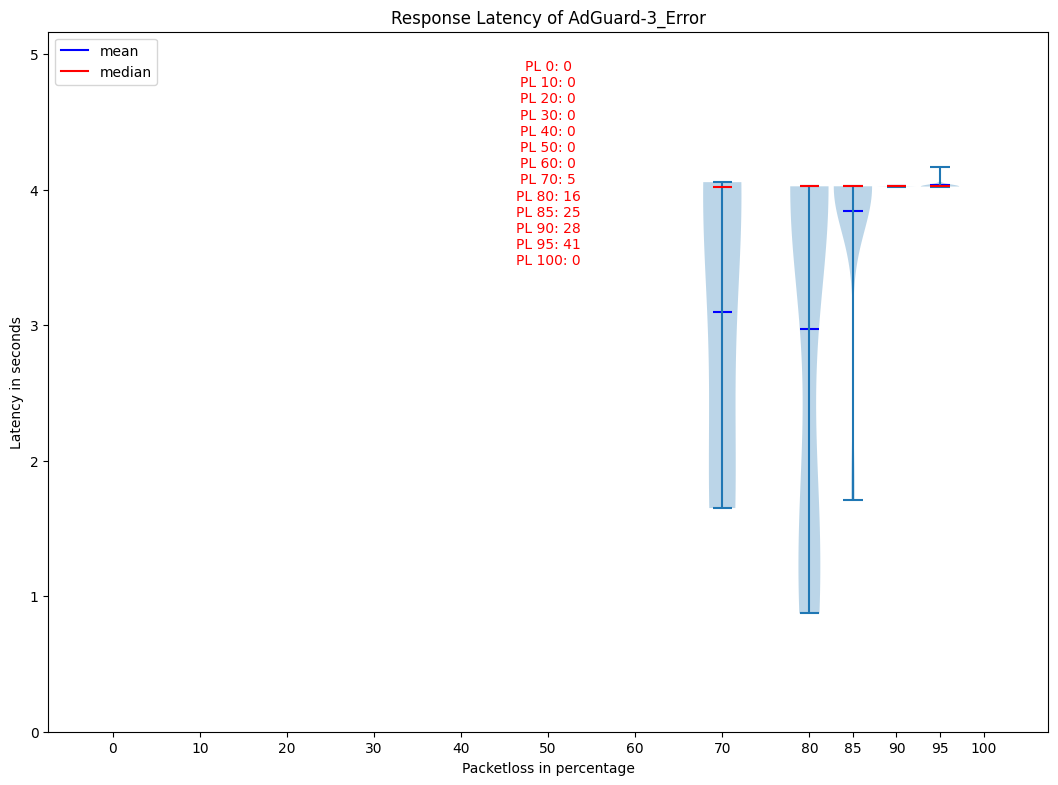 Response Latency of AdGuard-3_Error
mean
median
PL 0: 0
PL 10: 0
PL 20: 0
PL 30: 0
PL 40: 0
PL 50: 0
PL 60: 0
PL 70: 5
PL 80: 16
PL 85: 25
PL 90: 28
PL 95: 41
PL 100: 0
Latency in seconds
5
4
3
2
1
0
0 10 20 30 40 50 60 70 80 85 90 95 100
Packetloss in percentage